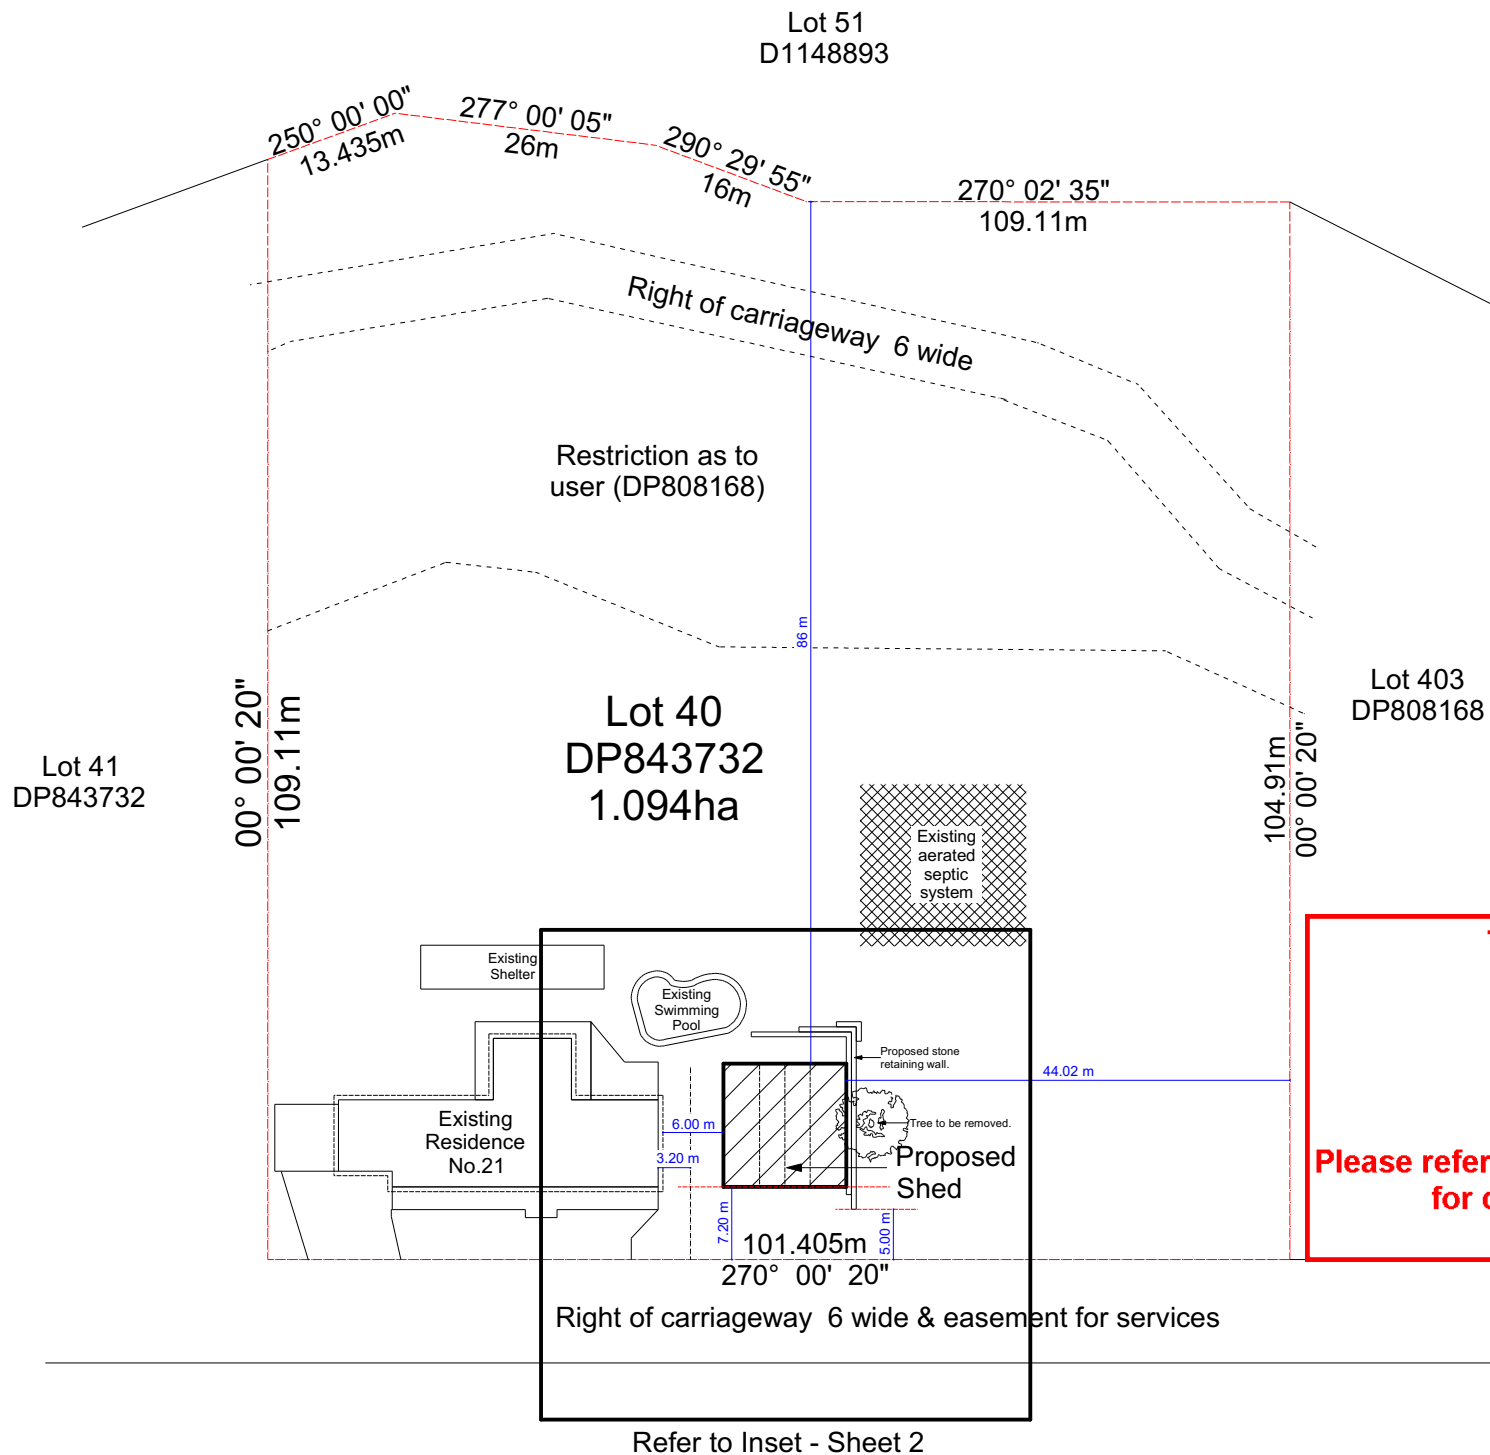 Lot 51
D1148893
250° 00' 00"
13.435m
277° 00' 05"
26m
290° 29' 55"
16m
270° 02' 35"
109.11m
Right of carriageway 6 wide
Restriction as to
user (DP808168)
86 m
Lot 40
DP843732
1.094ha
00° 00' 20"
109.11m
Lot 41
DP843732
Lot 403
DP808168
104.91m
00° 00' 20"
Existing
aerated
septic
system
Existing
Shelter
Existing
Swimming
Pool
Proposed stone
retaining wall.
44.02 m
Existing
Residence
No.21
6.00 m
3.20 m
Tree to be removed.
Proposed
Shed
7.20 m
5.00 m
101.405m
270° 00' 20"
Please refer
for
Right of carriageway 6 wide & easement for services
Refer to Inset - Sheet 2